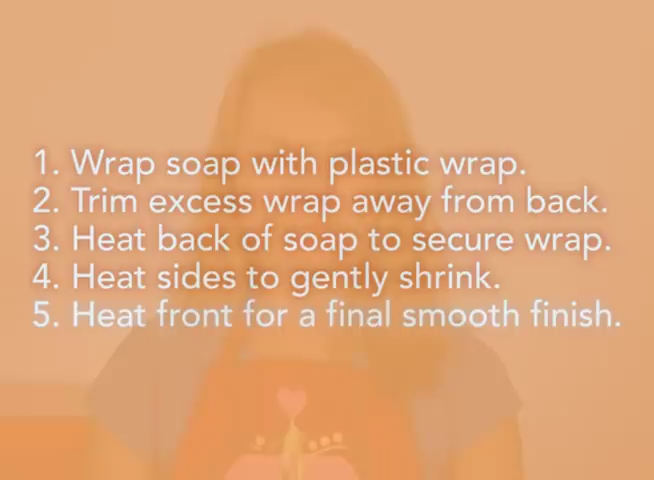 1. Wrap soap with plastic wrap.
2. Trim excess wrap away from back.
3. Heat back of soap to secure wrap.
4. Heat sides to gently shrink.
5. Heat front for a final smooth finish.